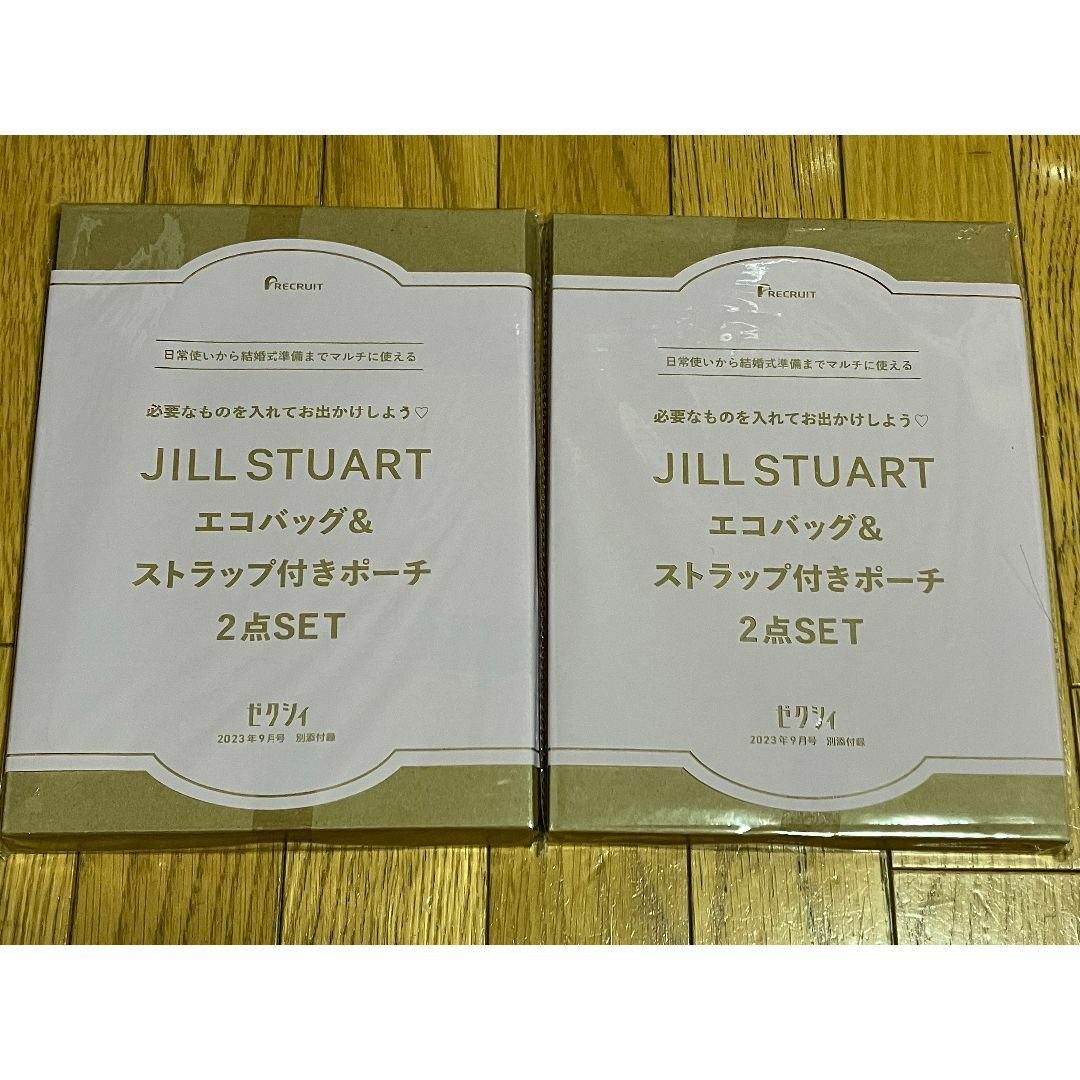 RECRUIT
日常使いから結婚式準備までマルチに使える
必要なものを入れてお出かけしよう♡
JILL STUART
エコバッグ&
ストラップ付きポーチ
2点SET
ゼクシィ
2023年9月号 別添付録
RECRUIT
日常使いから結婚式準備までマルチに使える
必要なものを入れてお出かけしよう♡
JILL STUART
エコバッグ&
ストラップ付きポーチ
2点SET
ゼクシィ
2023年9月号 別添付録